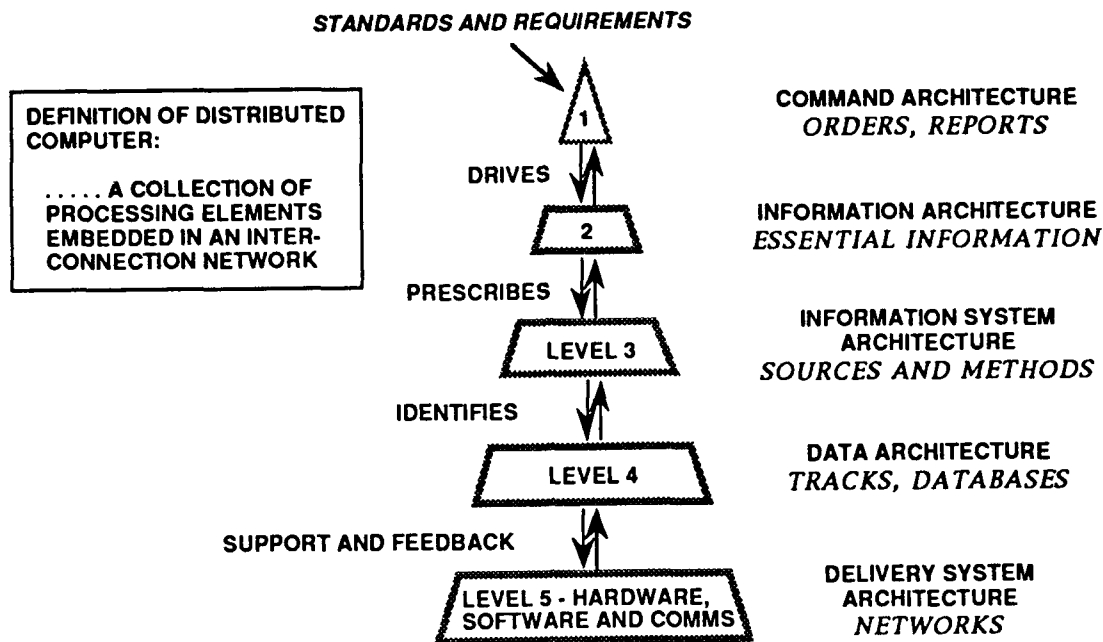 STANDARDS AND REQUIREMENTS
DEFINITION OF DISTRIBUTED
COMPUTER:
..... A COLLECTION OF
PROCESSING ELEMENTS
EMBEDDED IN AN INTER-
CONNECTION NETWORK
1
COMMAND ARCHITECTURE
ORDERS, REPORTS
DRIVES
2
INFORMATION ARCHITECTURE
ESSENTIAL INFORMATION
PRESCRIBES
LEVEL 3
INFORMATION SYSTEM
ARCHITECTURE
SOURCES AND METHODS
IDENTIFIES
LEVEL 4
DATA ARCHITECTURE
TRACKS, DATABASES
SUPPORT AND FEEDBACK
LEVEL 5 - HARDWARE,
SOFTWARE AND COMMS
DELIVERY SYSTEM
ARCHITECTURE
NETWORKS